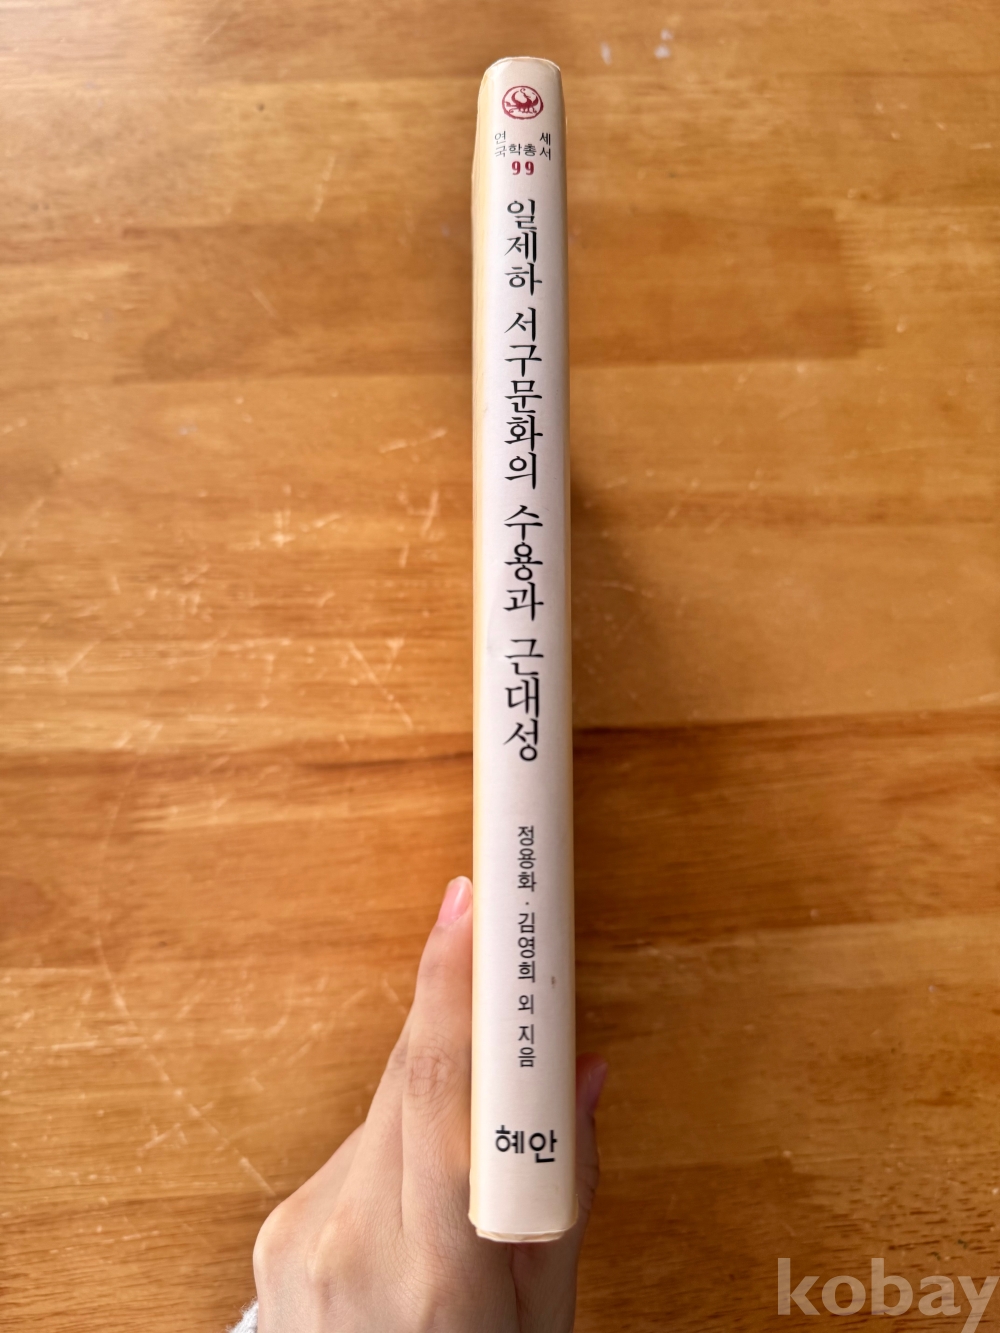 연세
국학총서
99
일제하 서구문화의 수용과 근대성
정용화 · 김영희 외 지음
혜안
kobay